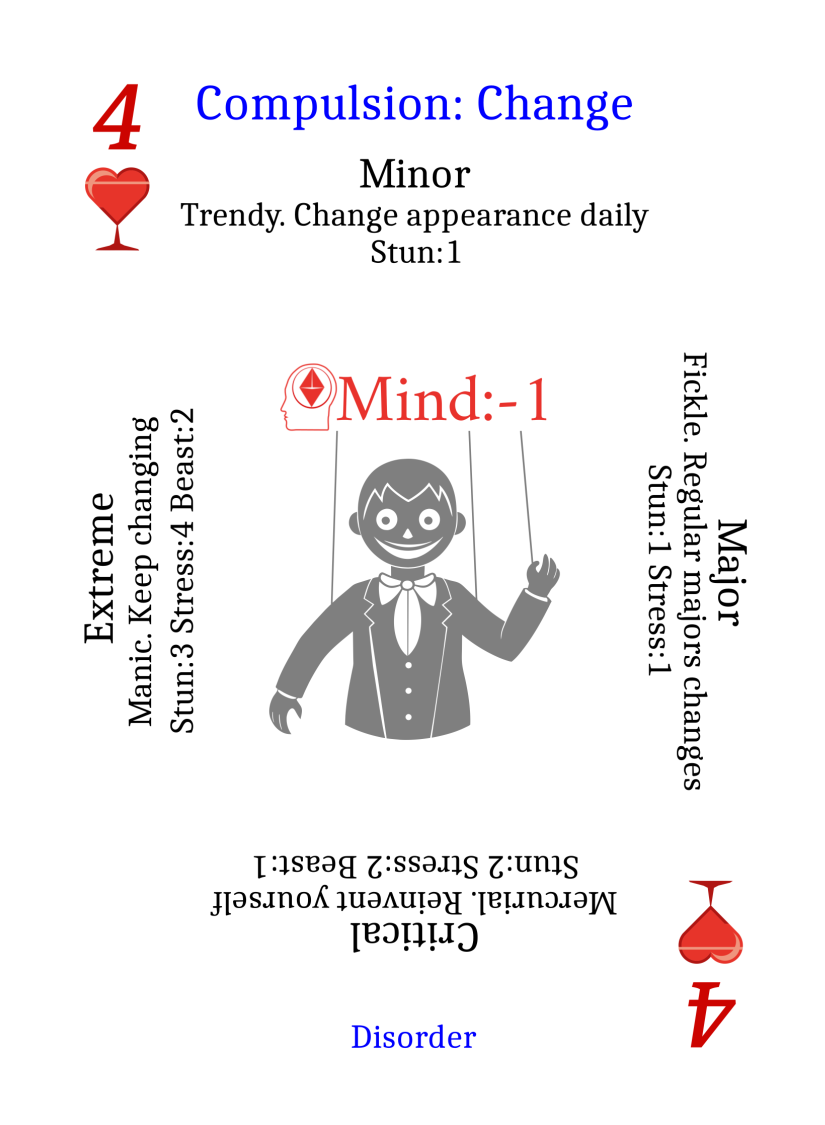 4
Compulsion: Change
Minor
Trendy. Change appearance daily
Stun:1
Mind:-1
Major
Fickle. Regular majors changes
Stun:1 Stress:1
Critical
Mercurial. Reinvent yourself
Stun:2 Stress:2 Beast:1
Extreme
Manic. Keep changing
Stun:3 Stress:4 Beast:2
4
Disorder